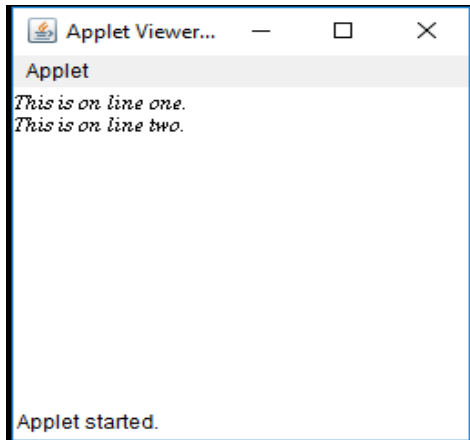 Applet Viewer...
Applet
This is on line one.
This is on line two.
Applet started.